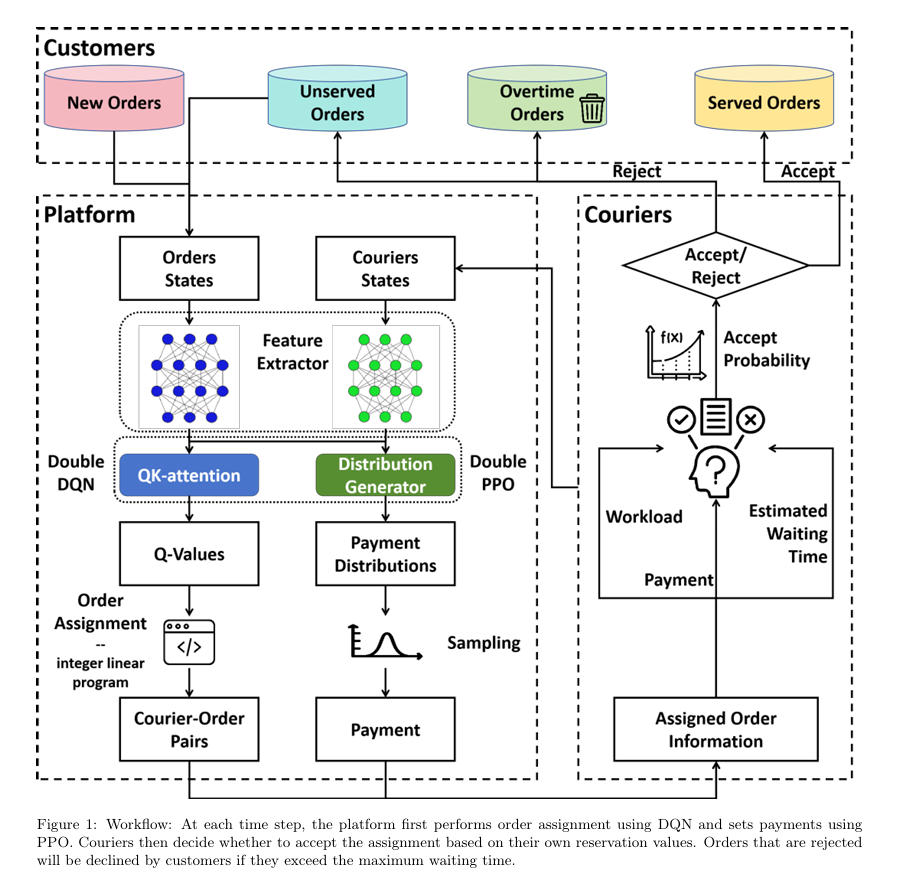 Customers
New Orders
Unserved
Orders
Overtime
Orders
Served Orders
Reject
Accept
Platform
Couriers
Orders
States
Couriers
States
Accept/
Reject
Feature
Extractor
f(X)
Accept
Probability
Double
DQN
QK-attention
Distribution
Generator
Double
PPO
?
Workload
Estimated
Waiting
Time
Payment
Q-Values
Payment
Distributions
Order
Assignment
--
integer linear
program
</>
Sampling
Courier-Order
Pairs
Payment
Assigned Order
Information
Figure 1: Workflow: At each time step, the platform first performs order assignment using DQN and sets payments using
PPO. Couriers then decide whether to accept the assignment based on their own reservation values. Orders that are rejected
will be declined by customers if they exceed the maximum waiting time.